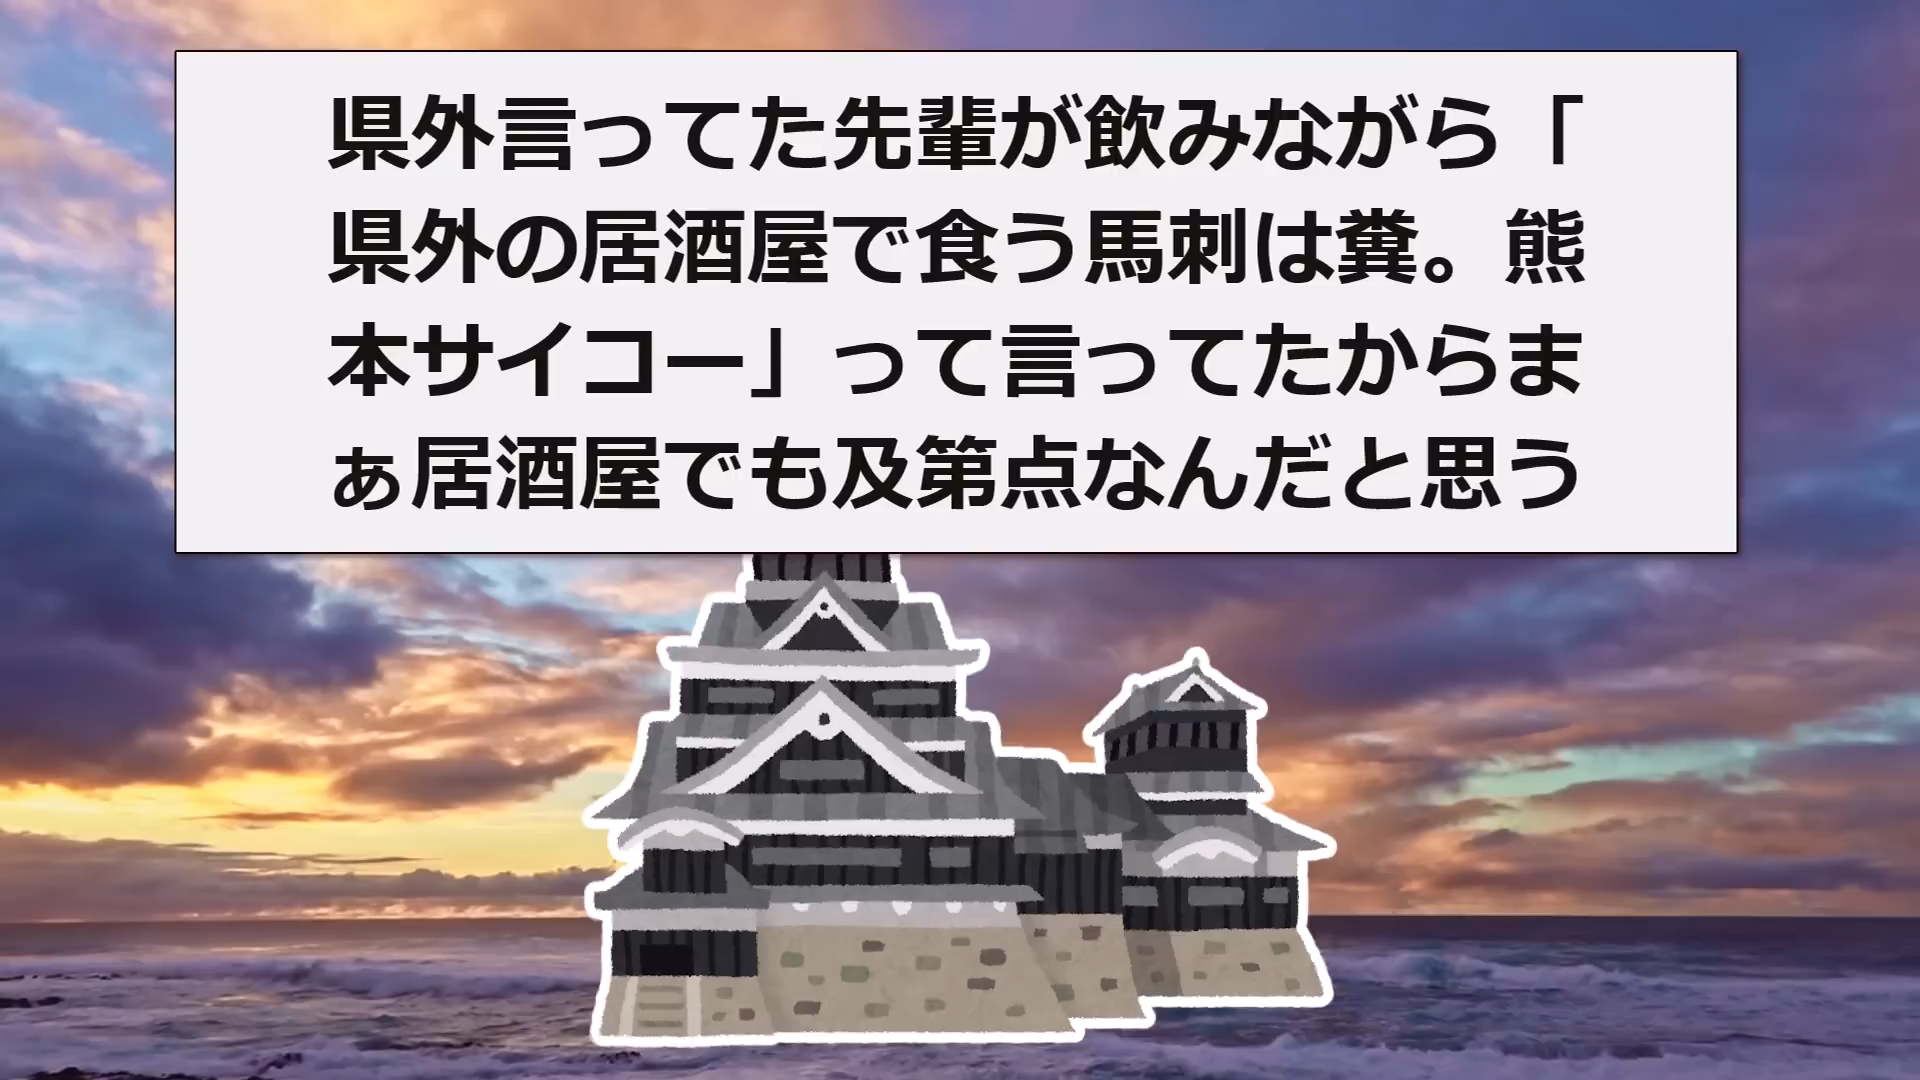 県外言ってた先輩が飲みながら「
県外の居酒屋で食う馬刺は糞。熊
本サイコー」って言ってたからま
ぁ居酒屋でも及第点なんだと思う